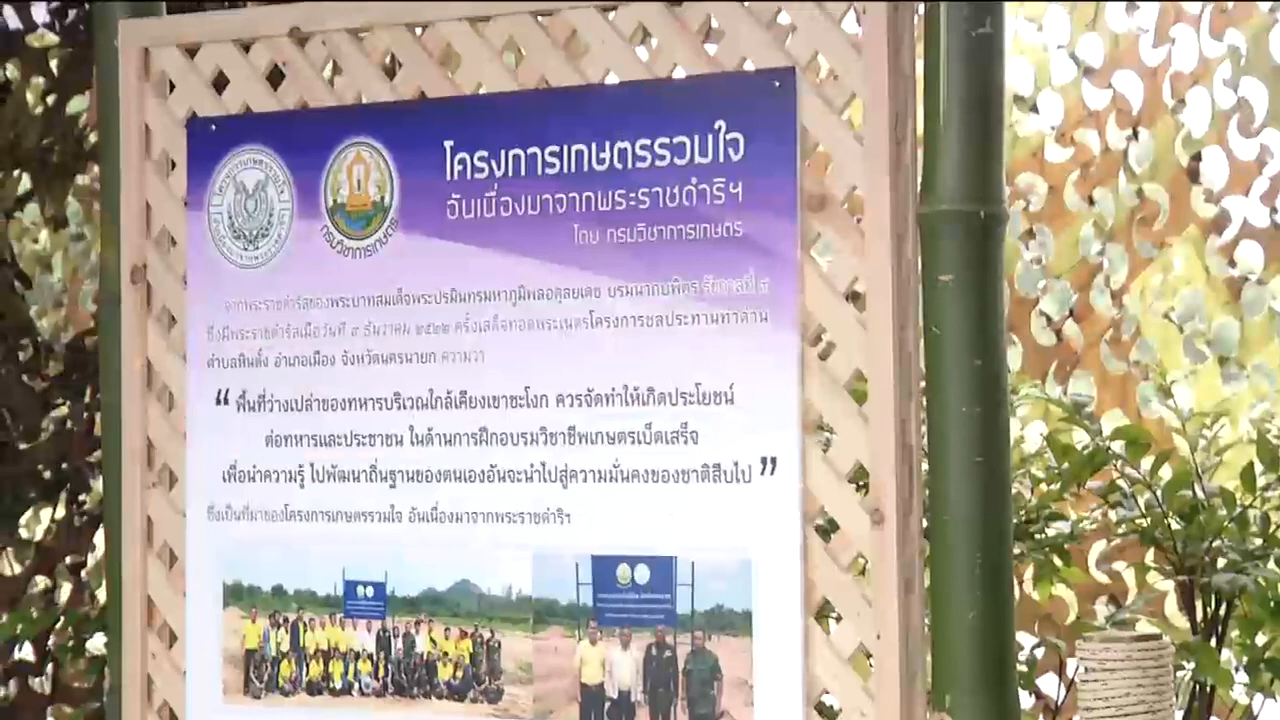 โครงการเกษตรรวมใจ
อันเนื่องมาจากพระราชดำริฯ
โดย กรมวิชาการเกษตร
กรมวิชาการเกษตร
จากพระราชดำรัสของพระบาทสมเด็จพระปรมินทรมหาภูมิพลอดุลยเดช บรมนาถบพิตร รัชกาลที่ ๙
ซึ่งมีพระราชดำรัสเมื่อวันที่ ๙ ธันวาคม ๒๕๒๒ ครั้งเสด็จทอดพระเนตรโครงการชลประทานท่าด่าน
ตำบลหินตั้ง อำเภอเมือง จังหวัดนครนายก ความว่า
“ พื้นที่ว่างเปล่าของทหารบริเวณใกล้เคียงเขาชะโงก ควรจัดทำให้เกิดประโยชน์
ต่อทหารและประชาชน ในด้านการฝึกอบรมวิชาชีพเกษตรเบ็ดเสร็จ
เพื่อนำความรู้ ไปพัฒนาถิ่นฐานของตนเองอันจะนำไปสู่ความมั่นคงของชาติสืบไป ”
ซึ่งเป็นที่มาของโครงการเกษตรรวมใจ อันเนื่องมาจากพระราชดำริฯ